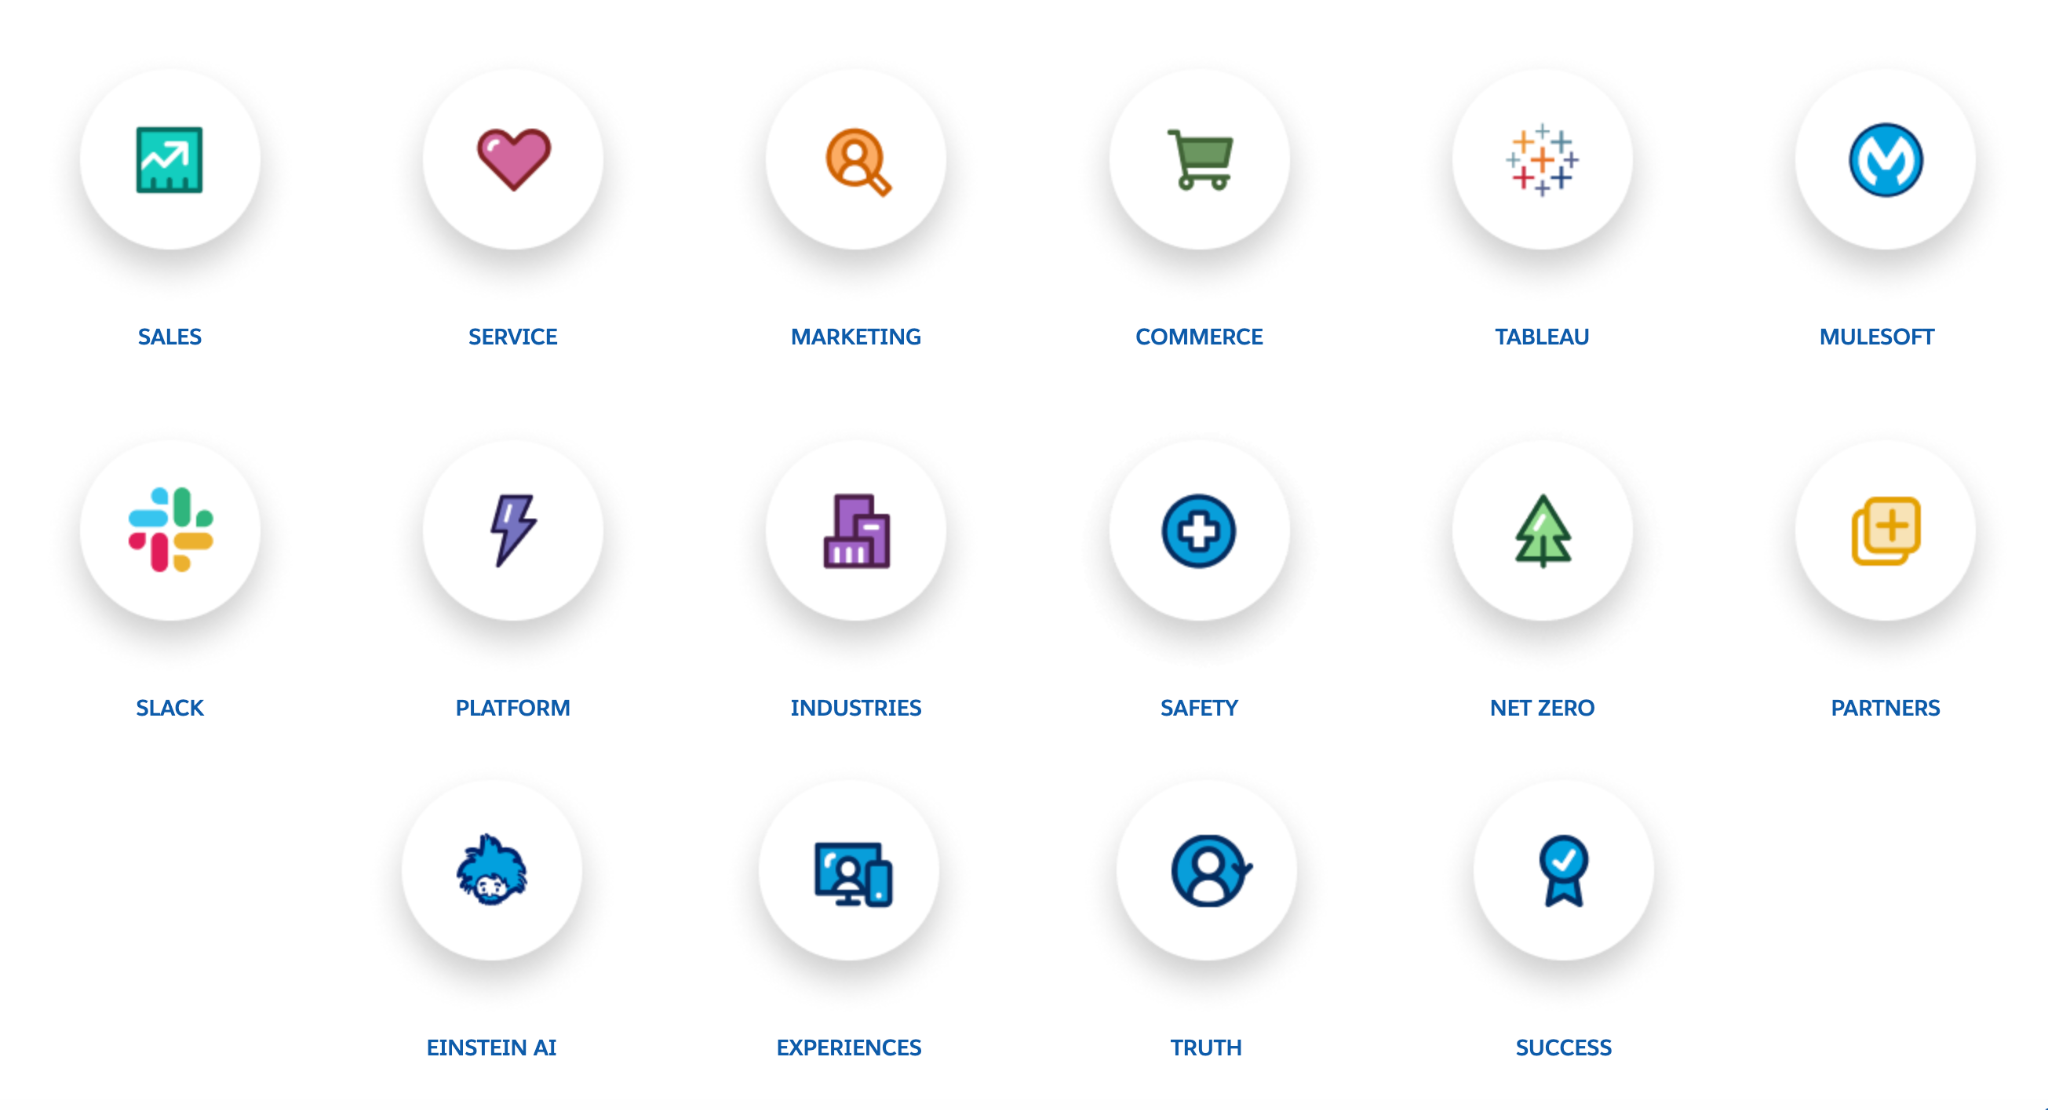 SALES
SERVICE
MARKETING
COMMERCE
TABLEAU
MULESOFT
SLACK
PLATFORM
INDUSTRIES
SAFETY
NET ZERO
PARTNERS
EINSTEIN AI
EXPERIENCES
TRUTH
SUCCESS